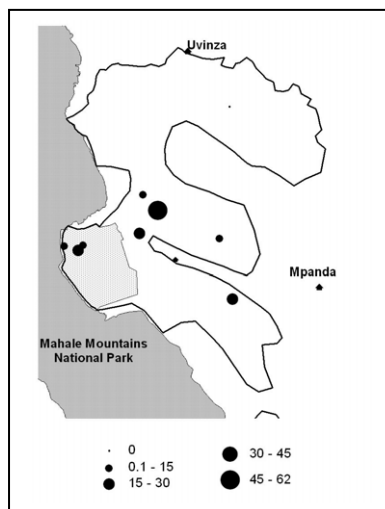 Uvinza
Mpanda
Mahale Mountains
National Park
0
0.1 - 15
15 - 30
30 - 45
45 - 62